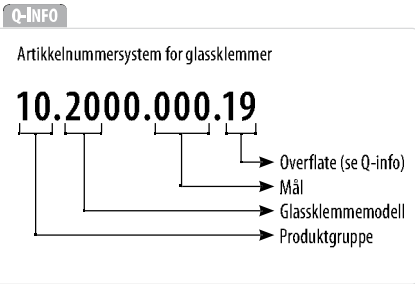 Q-INFO
Artikkelnummersystem for glassklemmer
10.2000.000.19
Overflate (se Q-info)
Mål
Glassklemmemodell
Produktgruppe